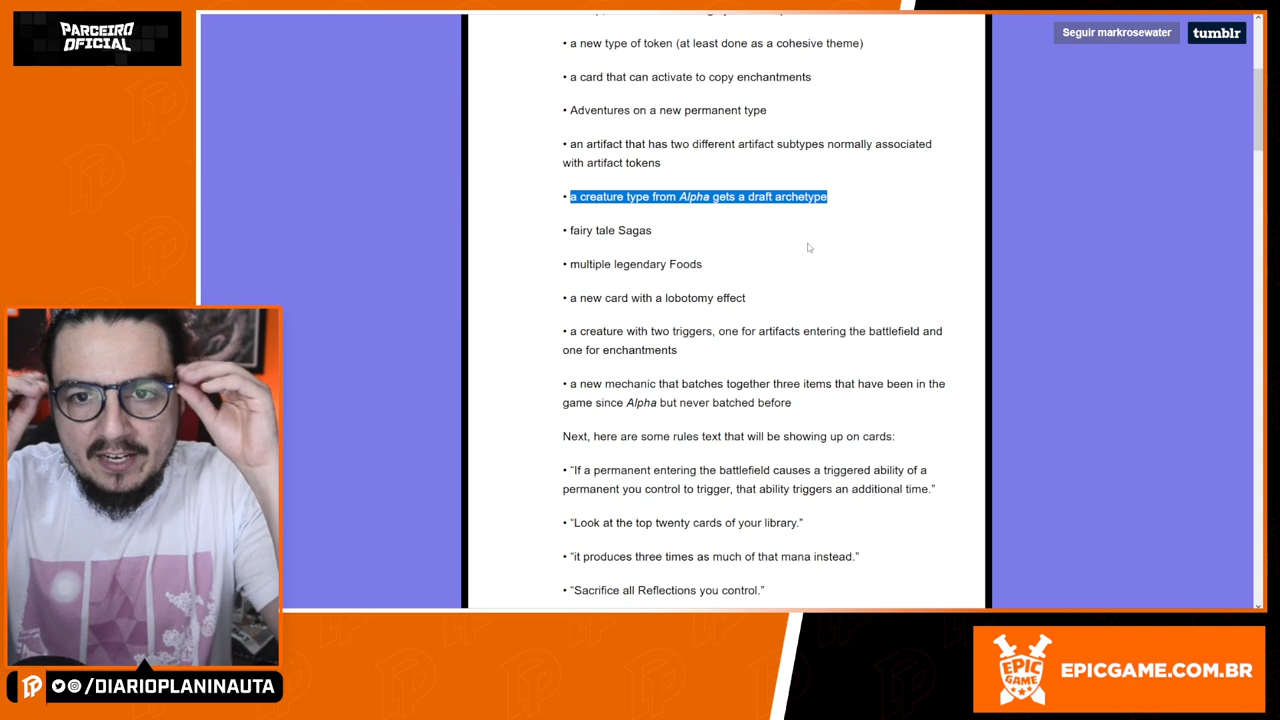 PARCEIRO
OFICIAL
Seguir markrosewater
tumblr
• a new type of token (at least done as a cohesive theme)
• a card that can activate to copy enchantments
• Adventures on a new permanent type
• an artifact that has two different artifact subtypes normally associated
with artifact tokens
• a creature type from Alpha gets a draft archetype
• fairy tale Sagas
• multiple legendary Foods
• a new card with a lobotomy effect
• a creature with two triggers, one for artifacts entering the battlefield and
one for enchantments
• a new mechanic that batches together three items that have been in the
game since Alpha but never batched before
Next, here are some rules text that will be showing up on cards:
• “If a permanent entering the battlefield causes a triggered ability of a
permanent you control to trigger, that ability triggers an additional time.”
• “Look at the top twenty cards of your library.”
• “it produces three times as much of that mana instead.”
• “Sacrifice all Reflections you control.”
/DIARIOPLANINAUTA
EPIC
GAME
EPICGAME.COM.BR